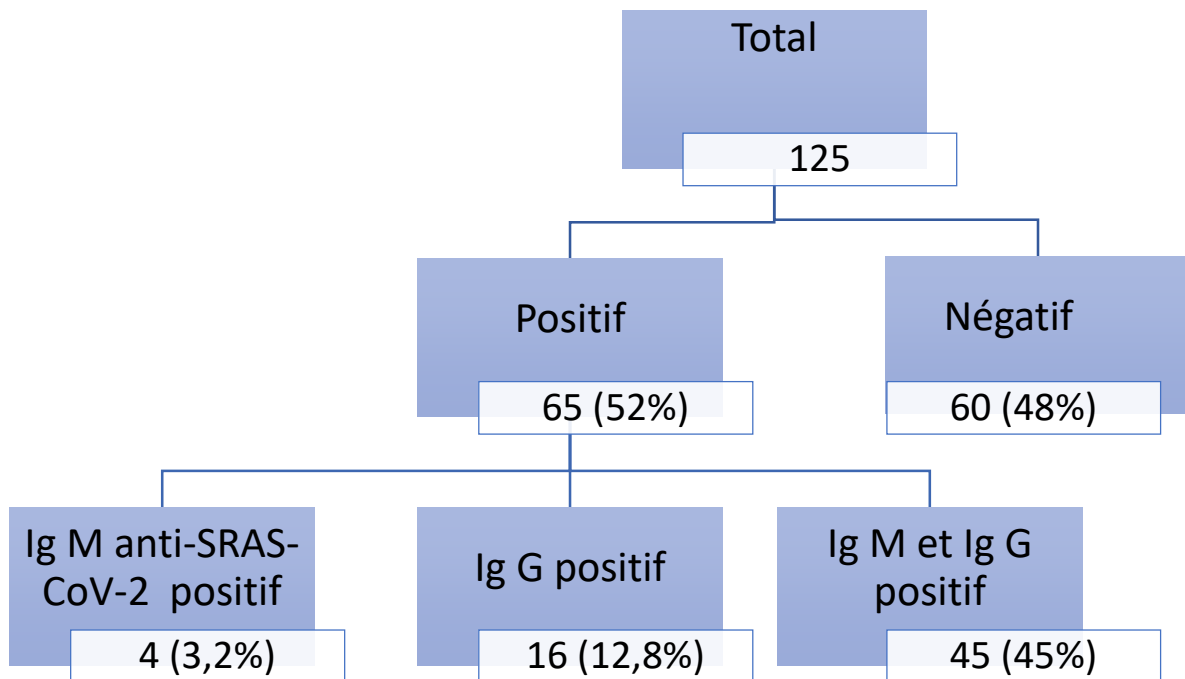 Total
125
Positif
65 (52%)
Négatif
60 (48%)
Ig M anti-SRAS-
CoV-2 positif
4 (3,2%)
Ig G positif
16 (12,8%)
Ig M et Ig G
positif
45 (45%)